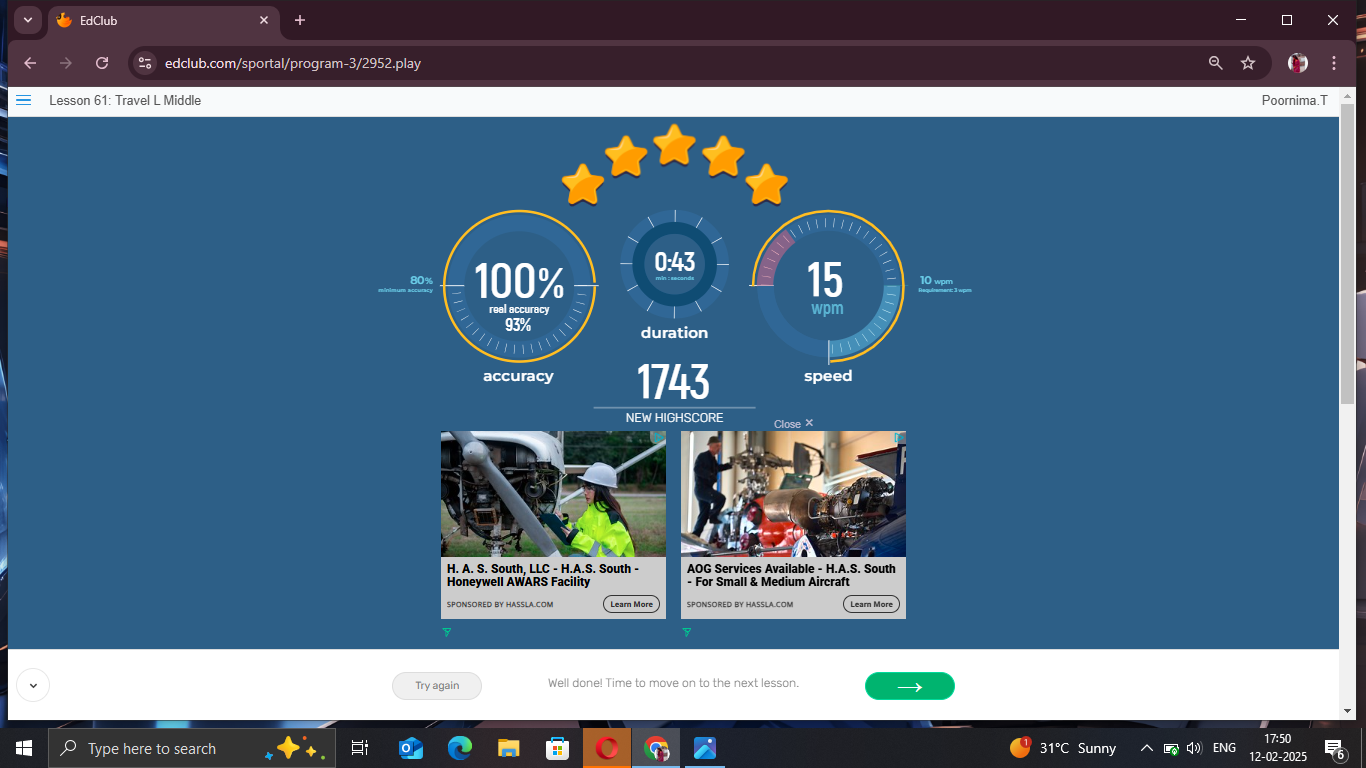 EdClub
edclub.com/sportal/program-3/2952.play
Lesson 61: Travel L Middle
Poornima.T
80%
minimum accuracy
100%
real accuracy
93%
accuracy
0:43
min : seconds
duration
15
wpm
speed
10 wpm
Requirement: 3 wpm
1743
NEW HIGHSCORE
Close ✕
H. A. S. South, LLC - H.A.S. South -
Honeywell AWARS Facility
SPONSORED BY HASSLA.COM
Learn More
AOG Services Available - H.A.S. South
- For Small & Medium Aircraft
SPONSORED BY HASSLA.COM
Learn More
Try again
Well done! Time to move on to the next lesson.
Type here to search
1
31°C Sunny
ENG
17:50
12-02-2025
6